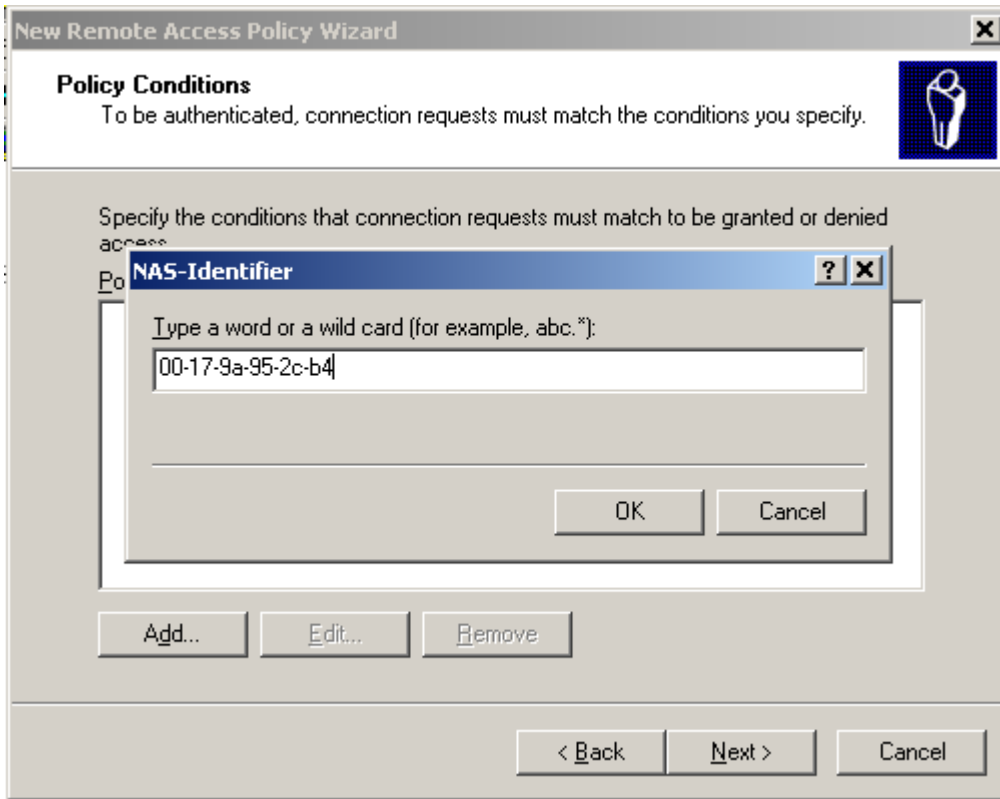 New Remote Access Policy Wizard
Policy Conditions
To be authenticated, connection requests must match the conditions you specify.
Specify the conditions that connection requests must match to be granted or denied
access.
Po
NAS-Identifier
Type a word or a wild card (for example, abc.*):
00-17-9a-95-2c-b4
OK
Cancel
Add...
Edit...
Remove
< Back
Next >
Cancel